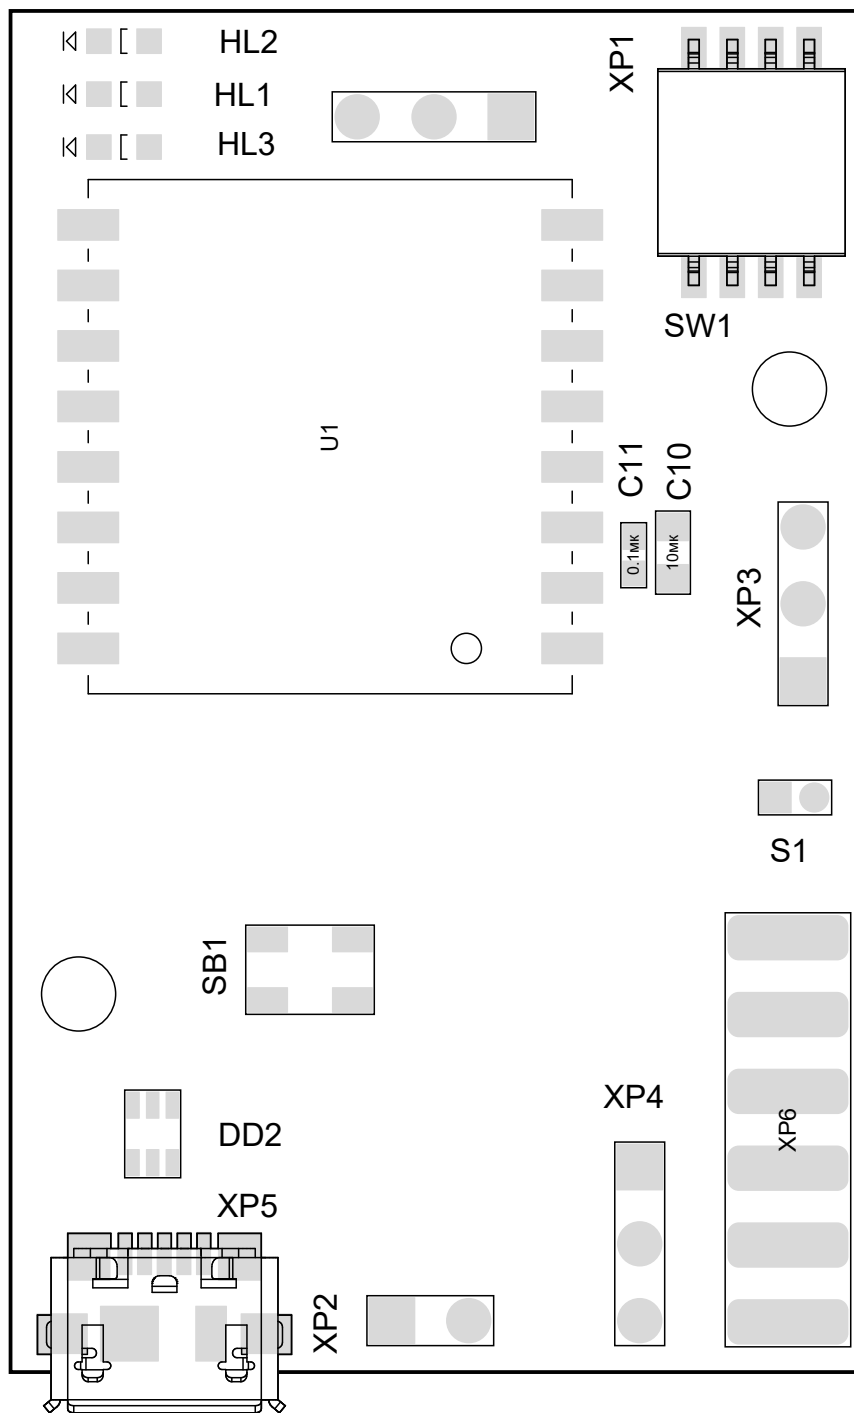 HL2
HL1
HL3
XP1
SW1
U1
C11
C10
0.1мк
10мк
XP3
S1
SB1
XP4
XP6
DD2
XP5
XP2